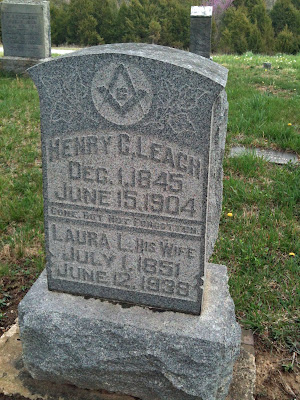 G
HENRY C. LEACH
DEC. 1, 1845
JUNE 15, 1904
GONE, BUT NOT FORGOTTEN
LAURA L. HIS WIFE
JULY 1, 1851
JUNE 12, 1938